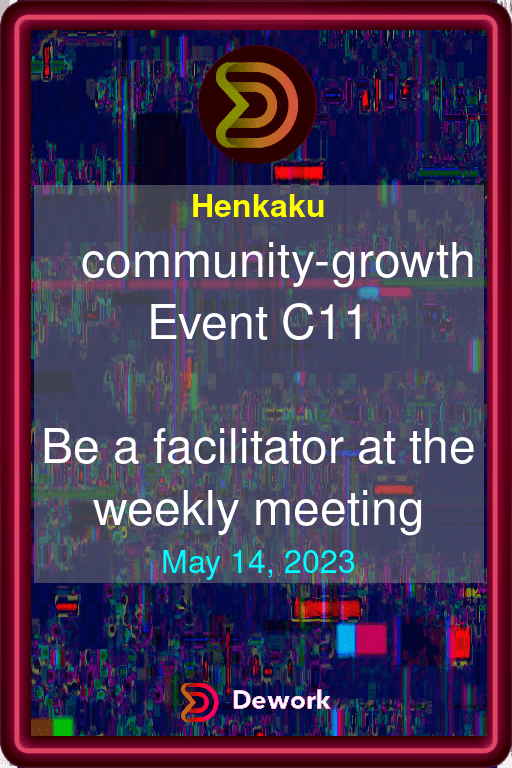 Henkaku
community-growth
Event C11
Be a facilitator at the
weekly meeting
May 14, 2023
Dework